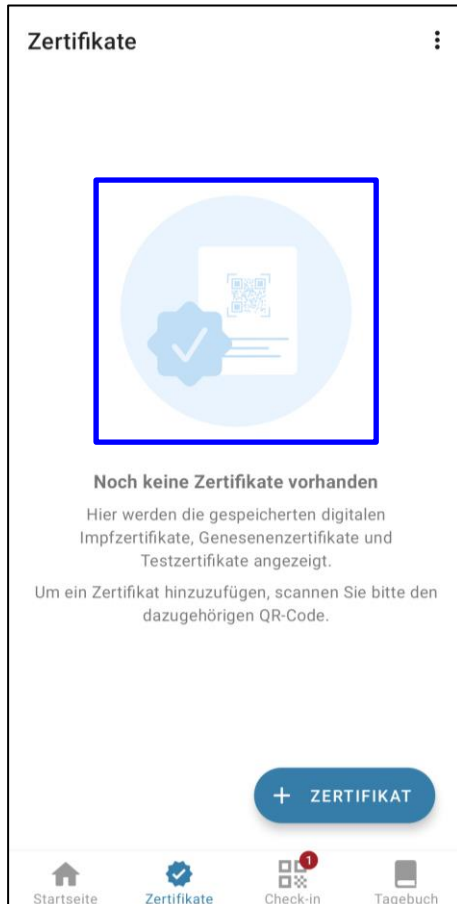 Zertifikate
Noch keine Zertifikate vorhanden
Hier werden die gespeicherten digitalen
Impfzertifikate, Genesenenzertifikate und
Testzertifikate angezeigt.
Um ein Zertifikat hinzuzufügen, scannen Sie bitte den
dazugehörigen QR-Code.
+ ZERTIFIKAT
1
Startseite Zertifikate Check-in Tagebuch